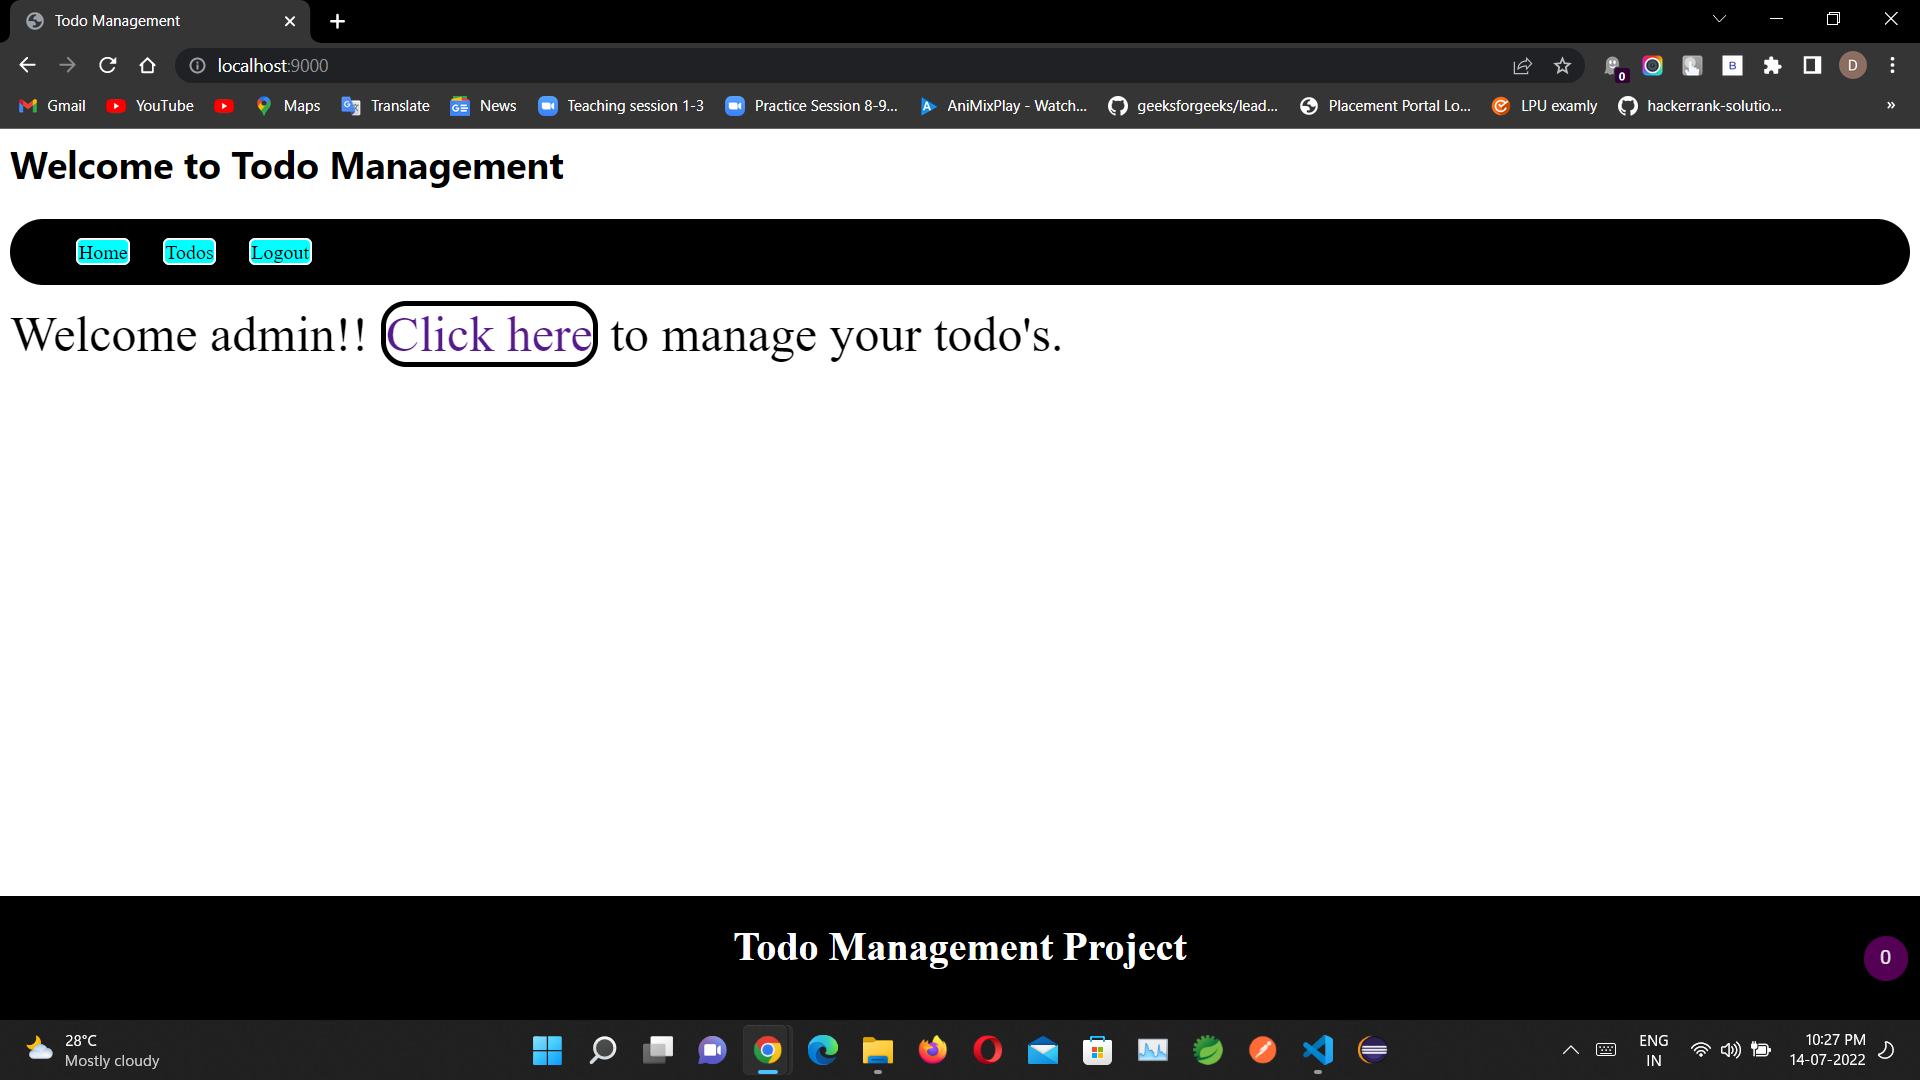 Todo Management
localhost:9000
0
B
D
Gmail YouTube Maps Translate News Teaching session 1-3 Practice Session 8-9... AniMixPlay - Watch... geeksforgeeks/lead... Placement Portal Lo... LPU examly hackerrank-solutio... »
Welcome to Todo Management
Home Todos Logout
Welcome admin!! Click here to manage your todo's.
Todo Management Project
0
28°C
Mostly cloudy
ENG
IN
10:27 PM
14-07-2022